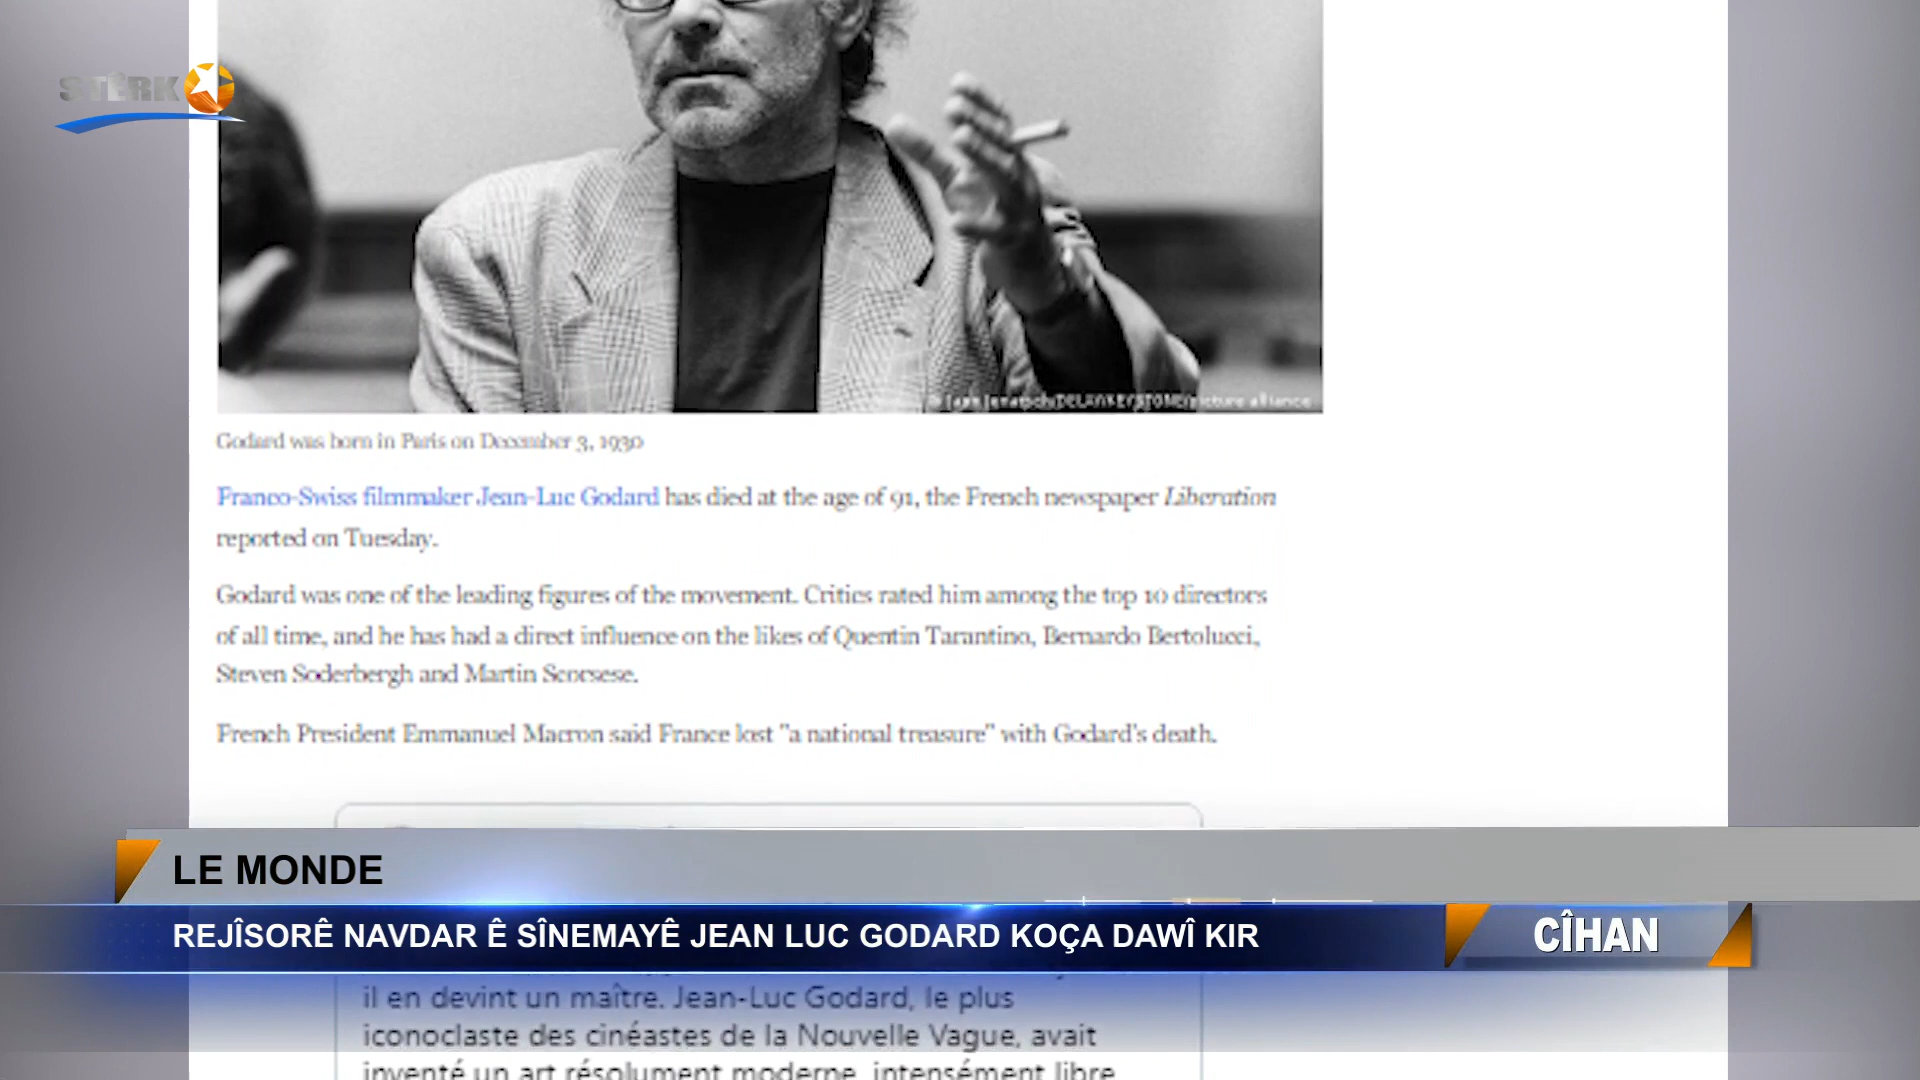 STÊRK
Godard was born in Paris on December 3, 1930
Franco-Swiss filmmaker Jean-Luc Godard has died at the age of 91, the French newspaper Liberation
reported on Tuesday.
Godard was one of the leading figures of the movement. Critics rated him among the top 10 directors
of all time, and he has had a direct influence on the likes of Quentin Tarantino, Bernardo Bertolucci,
Steven Soderbergh and Martin Scorsese.
French President Emmanuel Macron said France lost "a national treasure" with Godard's death.
LE MONDE
REJÎSORÊ NAVDAR Ê SÎNEMAYÊ JEAN LUC GODARD KOÇA DAWÎ KIR
CÎHAN
il en devint un maître. Jean-Luc Godard, le plus
iconoclaste des cinéastes de la Nouvelle Vague, avait
inventé un art résolument moderne, intensément libre